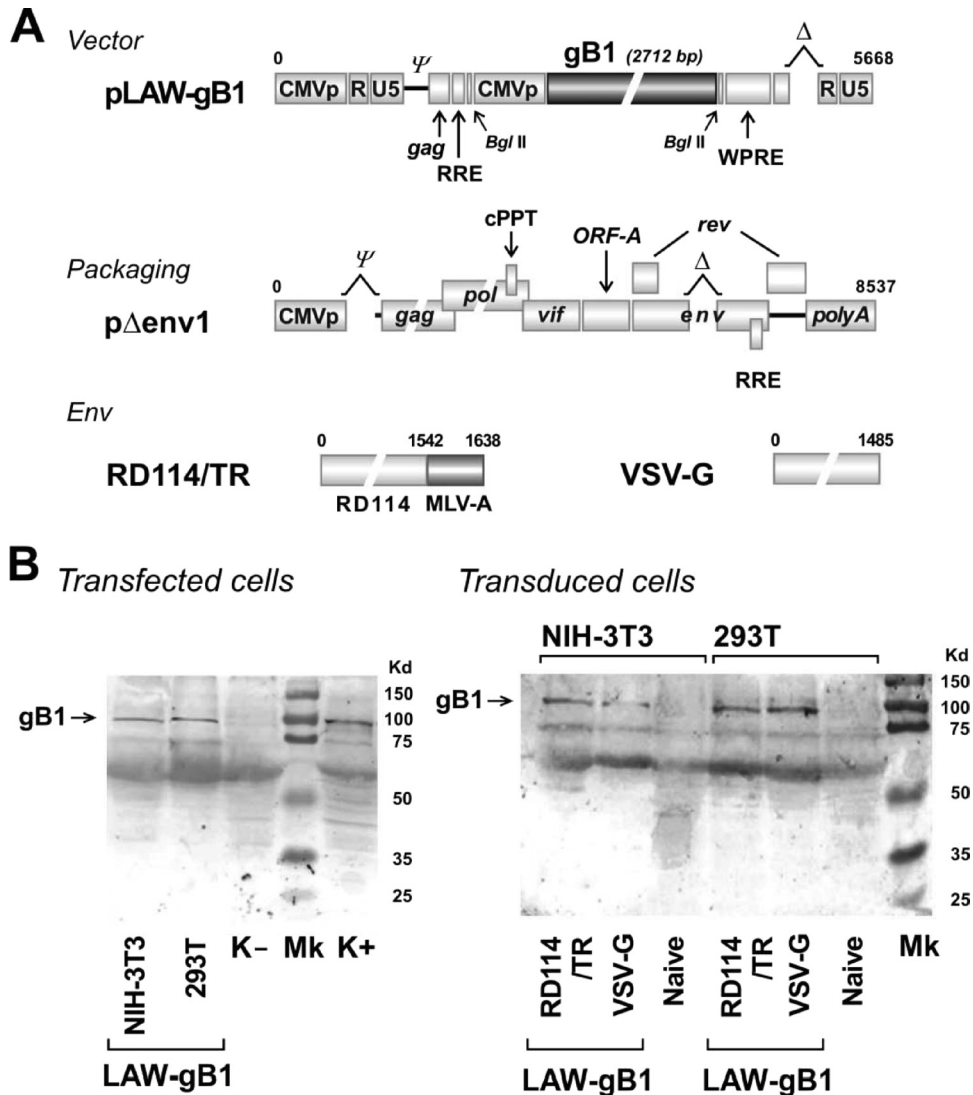 A
Vector
pLAW-gB1
0
Ψ
gB1 (2712 bp)
Δ
5668
CMVp R U5 CMVp R U5
gag
RRE
Bgl II
Bgl II
WPRE
Packaging
pΔenv1
0
Ψ
cPPT
ORF-A
rev
Δ
8537
CMVp gag pol vif env polyA
RRE
Env
RD114/TR
0 1542 1638
RD114 MLV-A
VSV-G
0 1485
B
Transfected cells
gB1
Kd
150
100
75
50
35
25
NIH-3T3
293T
K–
Mk
K+
LAW-gB1
Transduced cells
NIH-3T3 293T
gB1
Kd
150
100
75
50
35
25
RD114
/TR
VSV-G
Naive
RD114
/TR
VSV-G
Naive
Mk
LAW-gB1 LAW-gB1